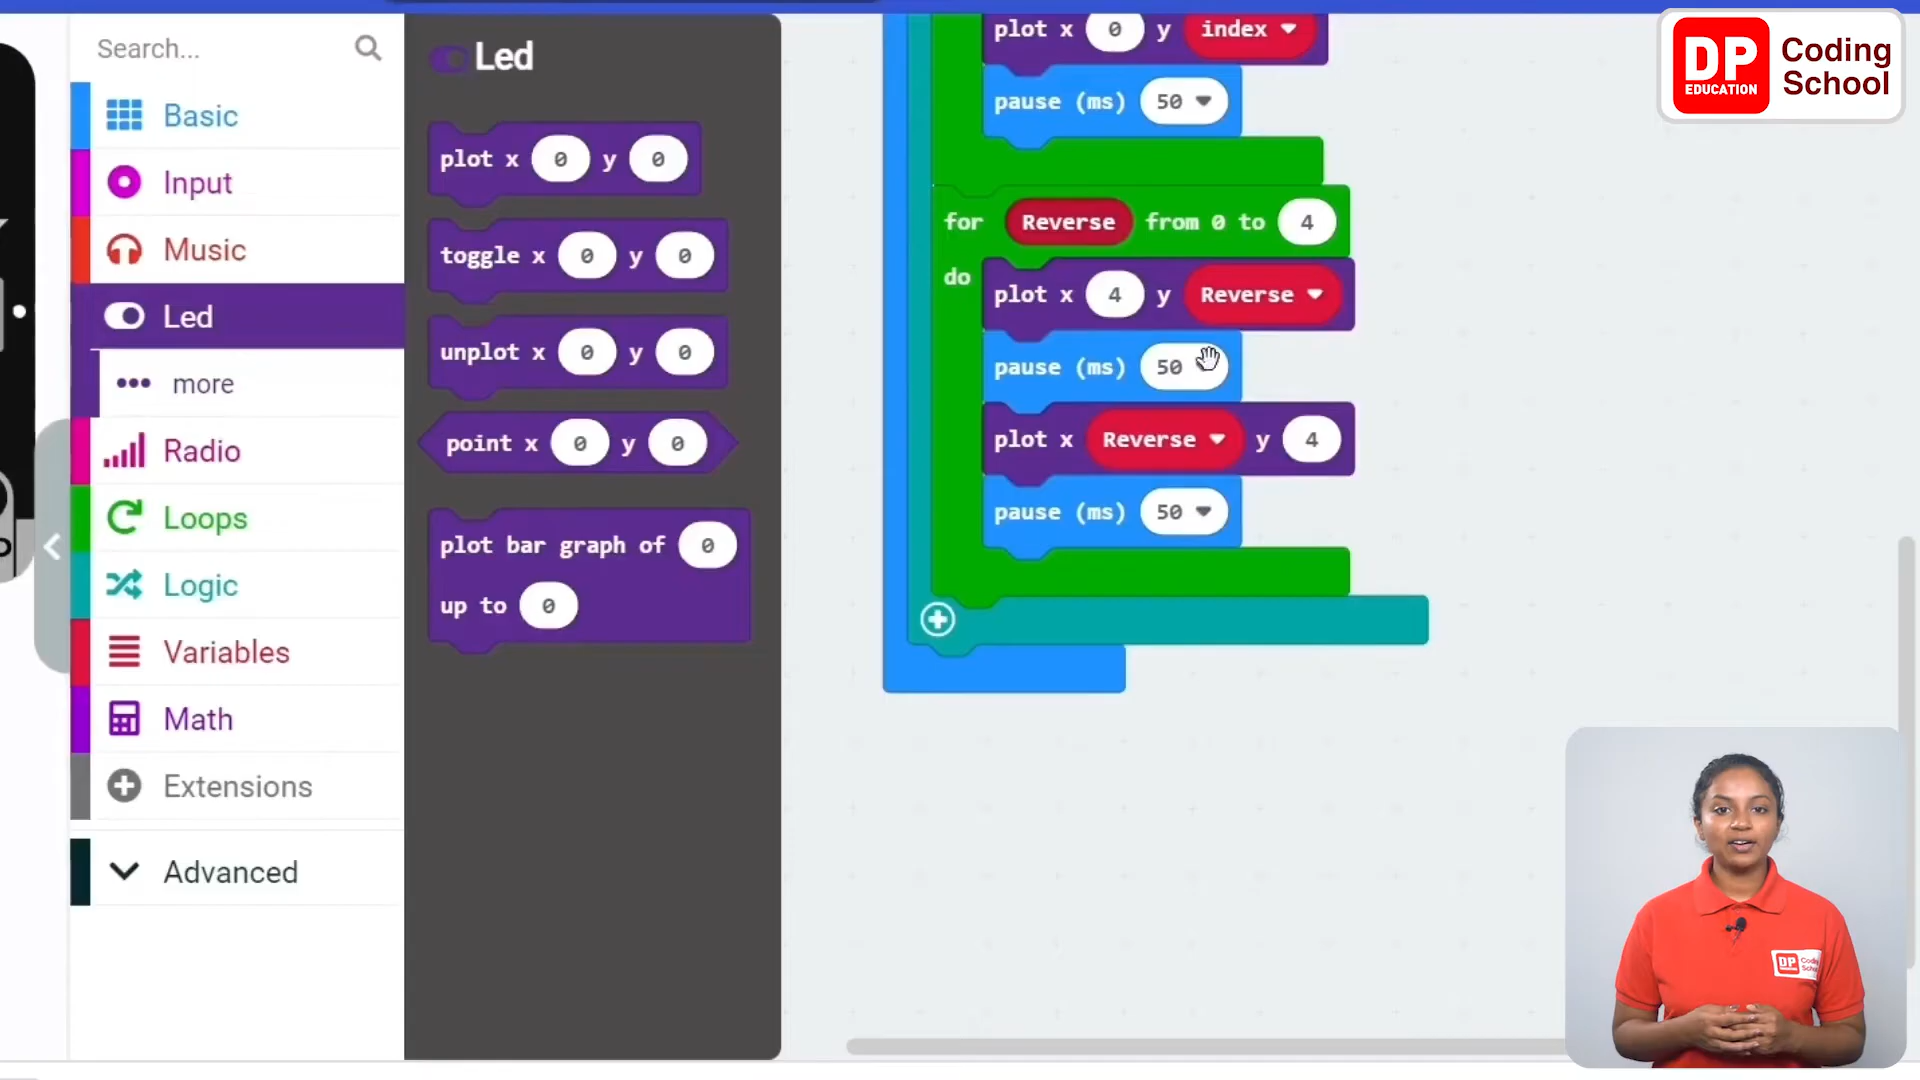 Search...
Basic
Input
Music
Led
more
Radio
Loops
Logic
Variables
Math
Extensions
Advanced
Led
plot x 0 y 0
toggle x 0 y 0
unplot x 0 y 0
point x 0 y 0
plot bar graph of 0
up to 0
plot x 0 y index
pause (ms) 50
for Reverse from 0 to 4
do
plot x 4 y Reverse
pause (ms) 50
plot x Reverse y 4
pause (ms) 50
DP
EDUCATION
Coding
School
DP